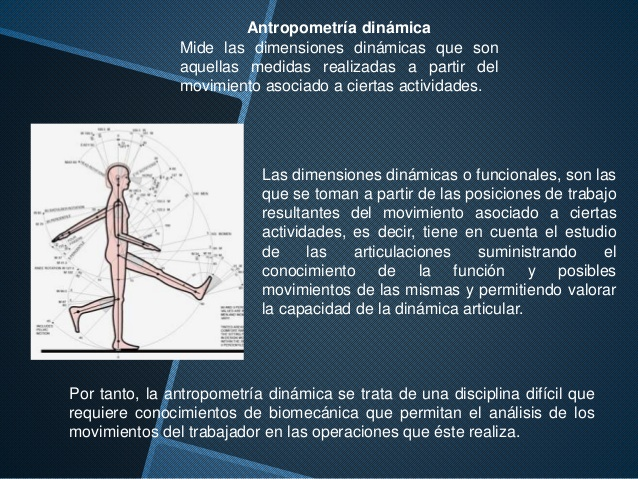 Antropometría dinámica
Mide las dimensiones dinámicas que son
aquellas medidas realizadas a partir del
movimiento asociado a ciertas actividades.
Las dimensiones dinámicas o funcionales, son las
que se toman a partir de las posiciones de trabajo
resultantes del movimiento asociado a ciertas
actividades, es decir, tiene en cuenta el estudio
de las articulaciones suministrando el
conocimiento de la función y posibles
movimientos de las mismas y permitiendo valorar
la capacidad de la dinámica articular.
Por tanto, la antropometría dinámica se trata de una disciplina difícil que
requiere conocimientos de biomecánica que permitan el análisis de los
movimientos del trabajador en las operaciones que éste realiza.